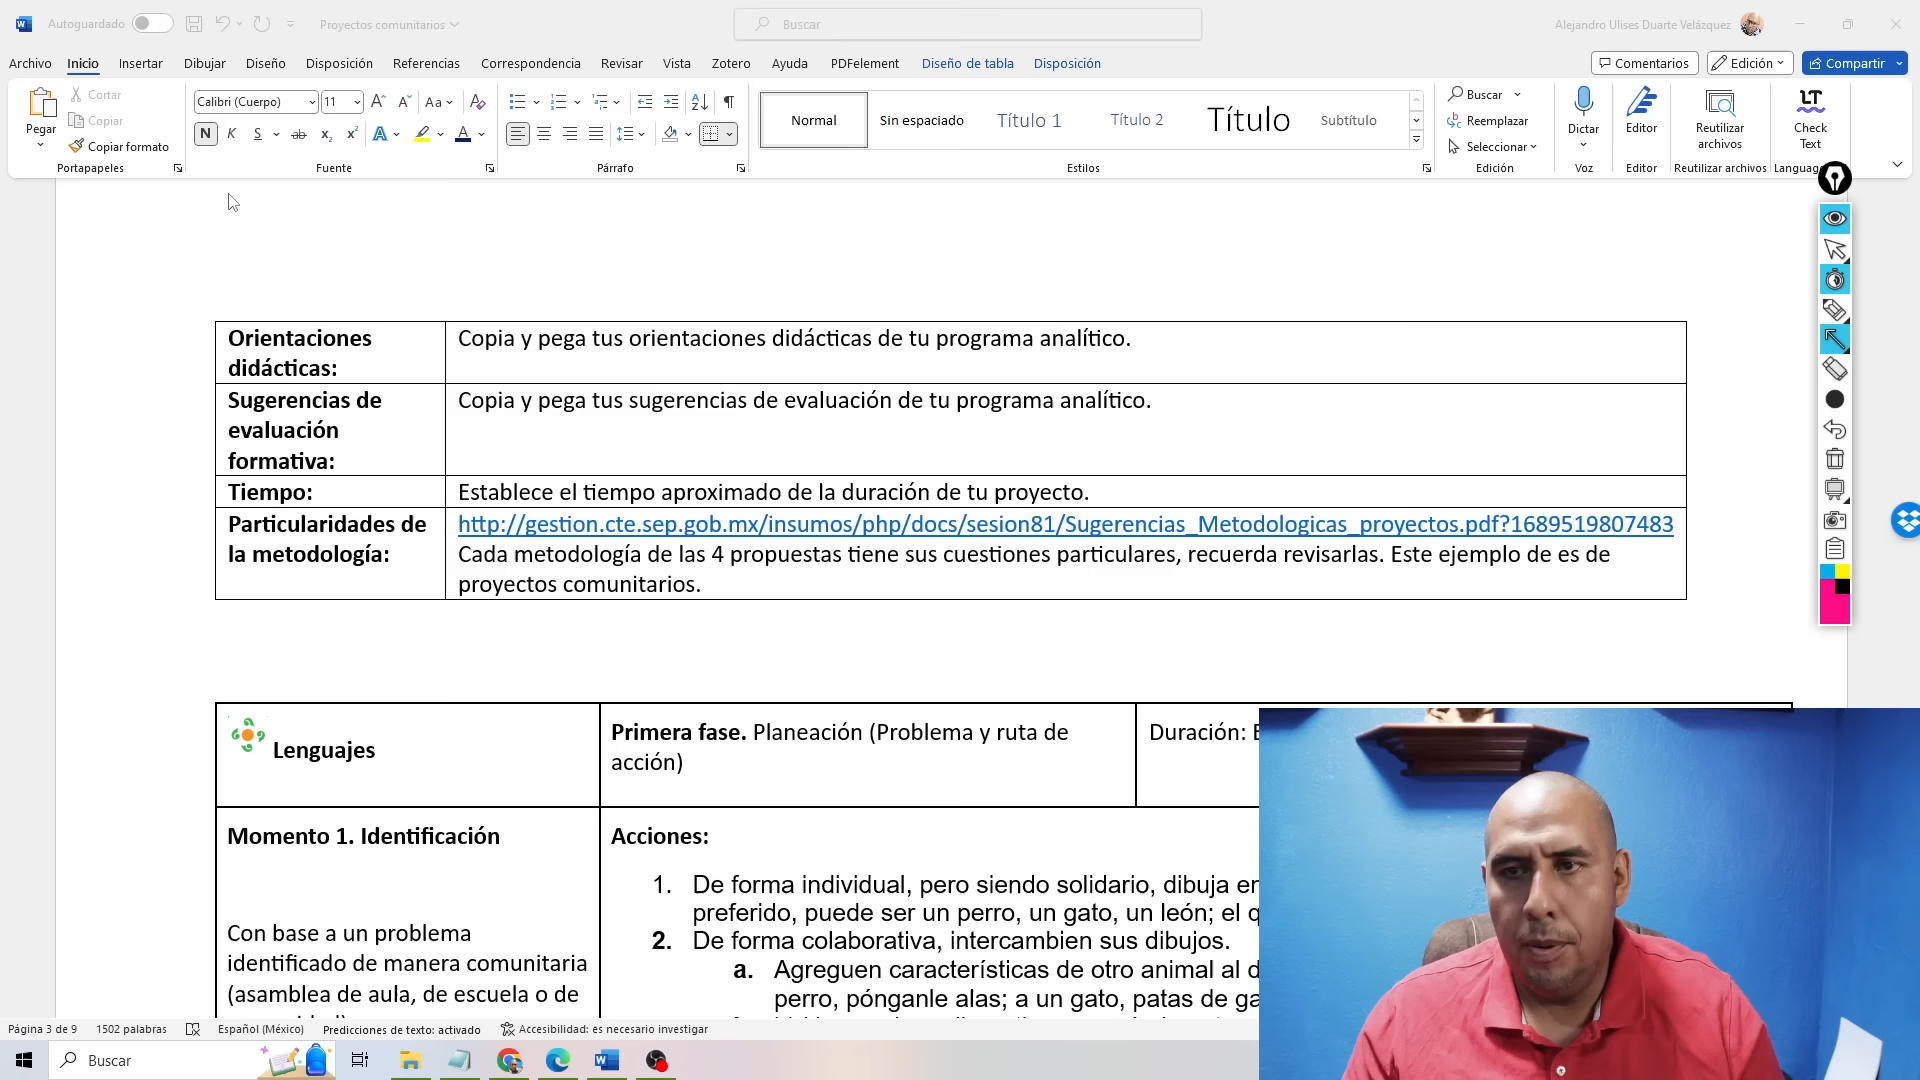 Autoguardado
Proyectos comunitarios
Buscar
Alejandro Ulises Duarte Velázquez
Archivo Inicio Insertar Dibujar Diseño Disposición Referencias Correspondencia Revisar Vista Zotero Ayuda PDFelement Diseño de tabla Disposición
Comentarios Edición Compartir
Pegar
Cortar
Copiar
Copiar formato
Portapapeles
Calibri (Cuerpo) 11
Fuente
Párrafo
Normal Sin espaciado Título 1 Título 2 Título Subtítulo
Estilos
Buscar
Reemplazar
Seleccionar
Edición
Dictar
Voz
Editor
Editor
Reutilizar
archivos
Reutilizar archivos
Check
Text
Orientaciones
didácticas:
Copia y pega tus orientaciones didácticas de tu programa analítico.
Sugerencias de
evaluación
formativa:
Copia y pega tus sugerencias de evaluación de tu programa analítico.
Tiempo:
Establece el tiempo aproximado de la duración de tu proyecto.
Particularidades de
la metodología:
http://gestion.cte.sep.gob.mx/insumos/php/docs/sesion81/Sugerencias_Metodologicas_proyectos.pdf?1689519807483
Cada metodología de las 4 propuestas tiene sus cuestiones particulares, recuerda revisarlas. Este ejemplo de es de
proyectos comunitarios.
Lenguajes
Primera fase. Planeación (Problema y ruta de
acción)
Duración:
Momento 1. Identificación
Con base a un problema
identificado de manera comunitaria
(asamblea de aula, de escuela o de
Acciones:
1. De forma individual, pero siendo solidario, dibuja
preferido, puede ser un perro, un gato, un león; el
2. De forma colaborativa, intercambien sus dibujos.
a. Agreguen características de otro animal al
perro, pónganle alas; a un gato, patas de
Página 3 de 9 1502 palabras Español (México) Predicciones de texto: activado Accesibilidad: es necesario investigar
Buscar